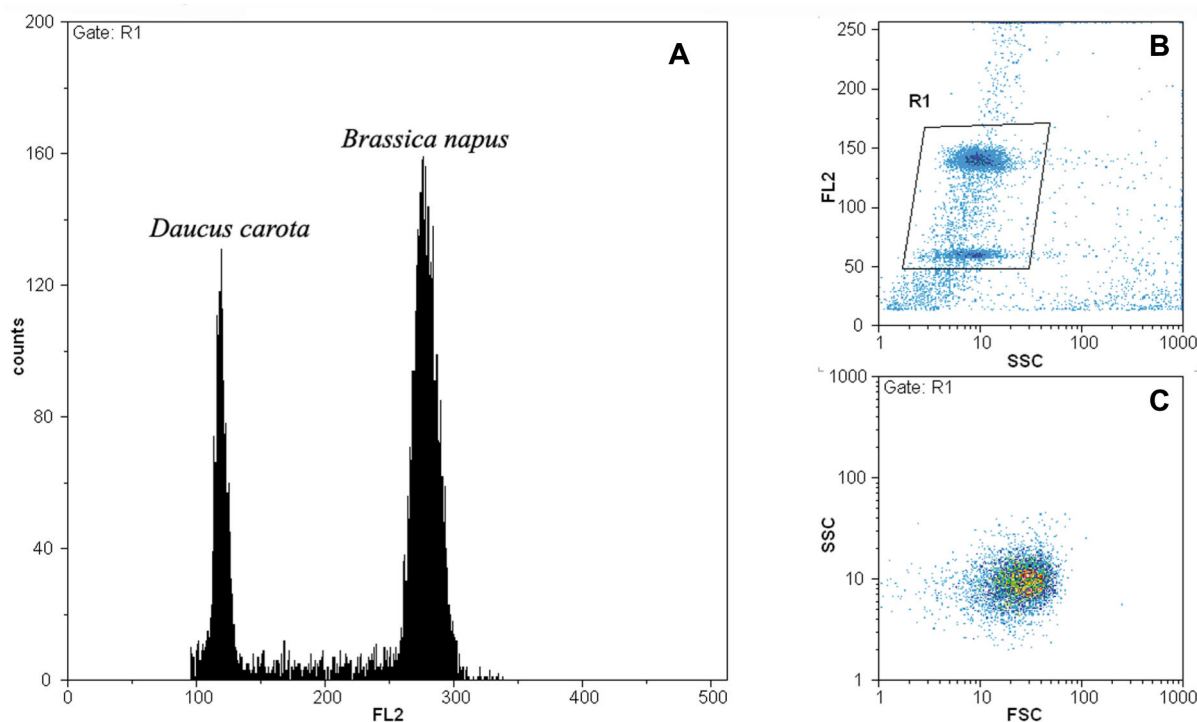 Gate: R1
A
200
160
120
80
40
0
counts
Daucus carota
Brassica napus
0 100 200 300 400 500
FL2
B
R1
250
200
150
100
50
0
FL2
1 10 100 1000
SSC
Gate: R1
C
1000
100
10
1
SSC
1 10 100 1000
FSC